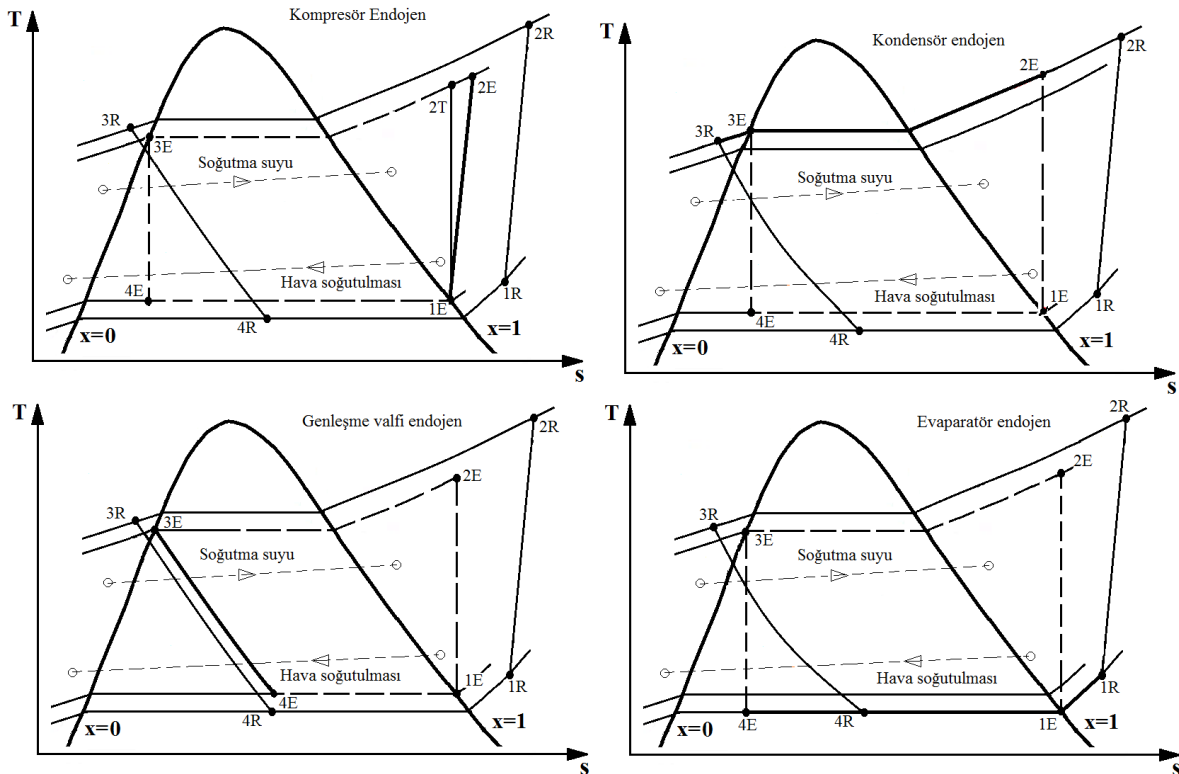 T
Kompresör Endojen
2R
2E
2T
3R
3E
Soğutma suyu
Hava soğutulması
4E
1E
1R
4R
x=0
x=1
s
T
Kondensör endojen
2R
2E
3E
3R
Soğutma suyu
Hava soğutulması
1E
1R
4E
4R
x=0
x=1
s
T
Genleşme valfi endojen
2R
2E
3R
3E
Soğutma suyu
Hava soğutulması
1E
1R
4E
4R
x=0
x=1
s
T
Evaparatör endojen
2R
2E
3R
3E
Soğutma suyu
Hava soğutulması
1R
4E
4R
1E
x=0
x=1
s